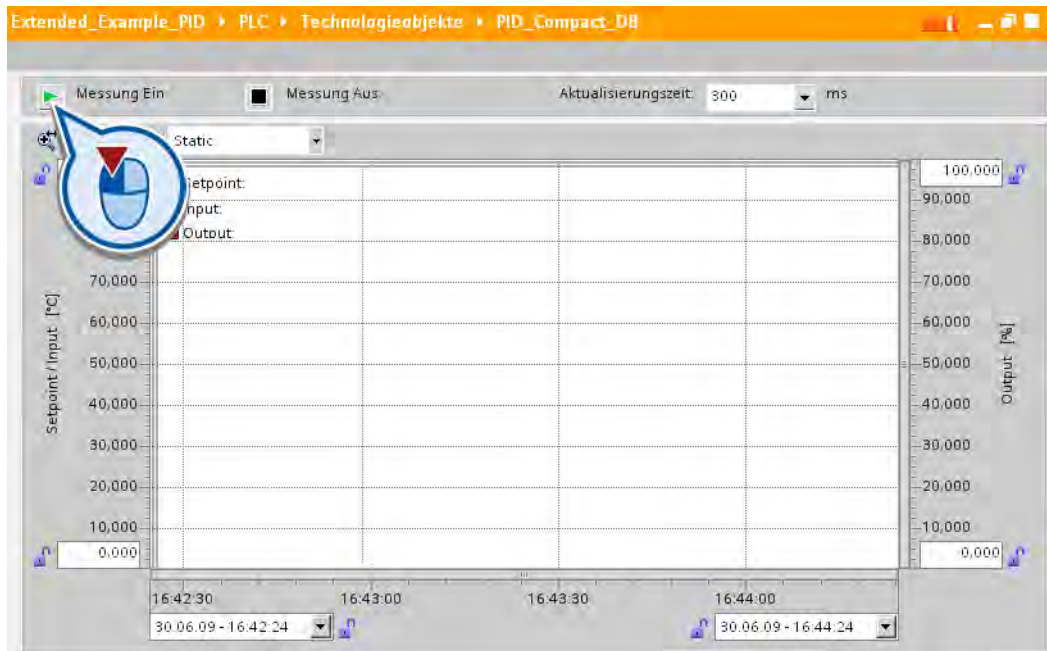 Extended_Example_PID ▸ PLC ▸ Technologieobjekte ▸ PID_Compact_DB
Messung Ein Messung Aus Aktualisierungszeit: 300 ms
Static
Setpoint:
Input:
Output:
Setpoint / Input [°C]
70,000
60,000
50,000
40,000
30,000
20,000
10,000
0.000
100,000
90,000
80,000
70,000
60,000
50,000
40,000
30,000
20,000
10,000
0,000
Output [%]
16:42:30 16:43:00 16:43:30 16:44:00
30.06.09 - 16:42:24 30.06.09 - 16:44:24